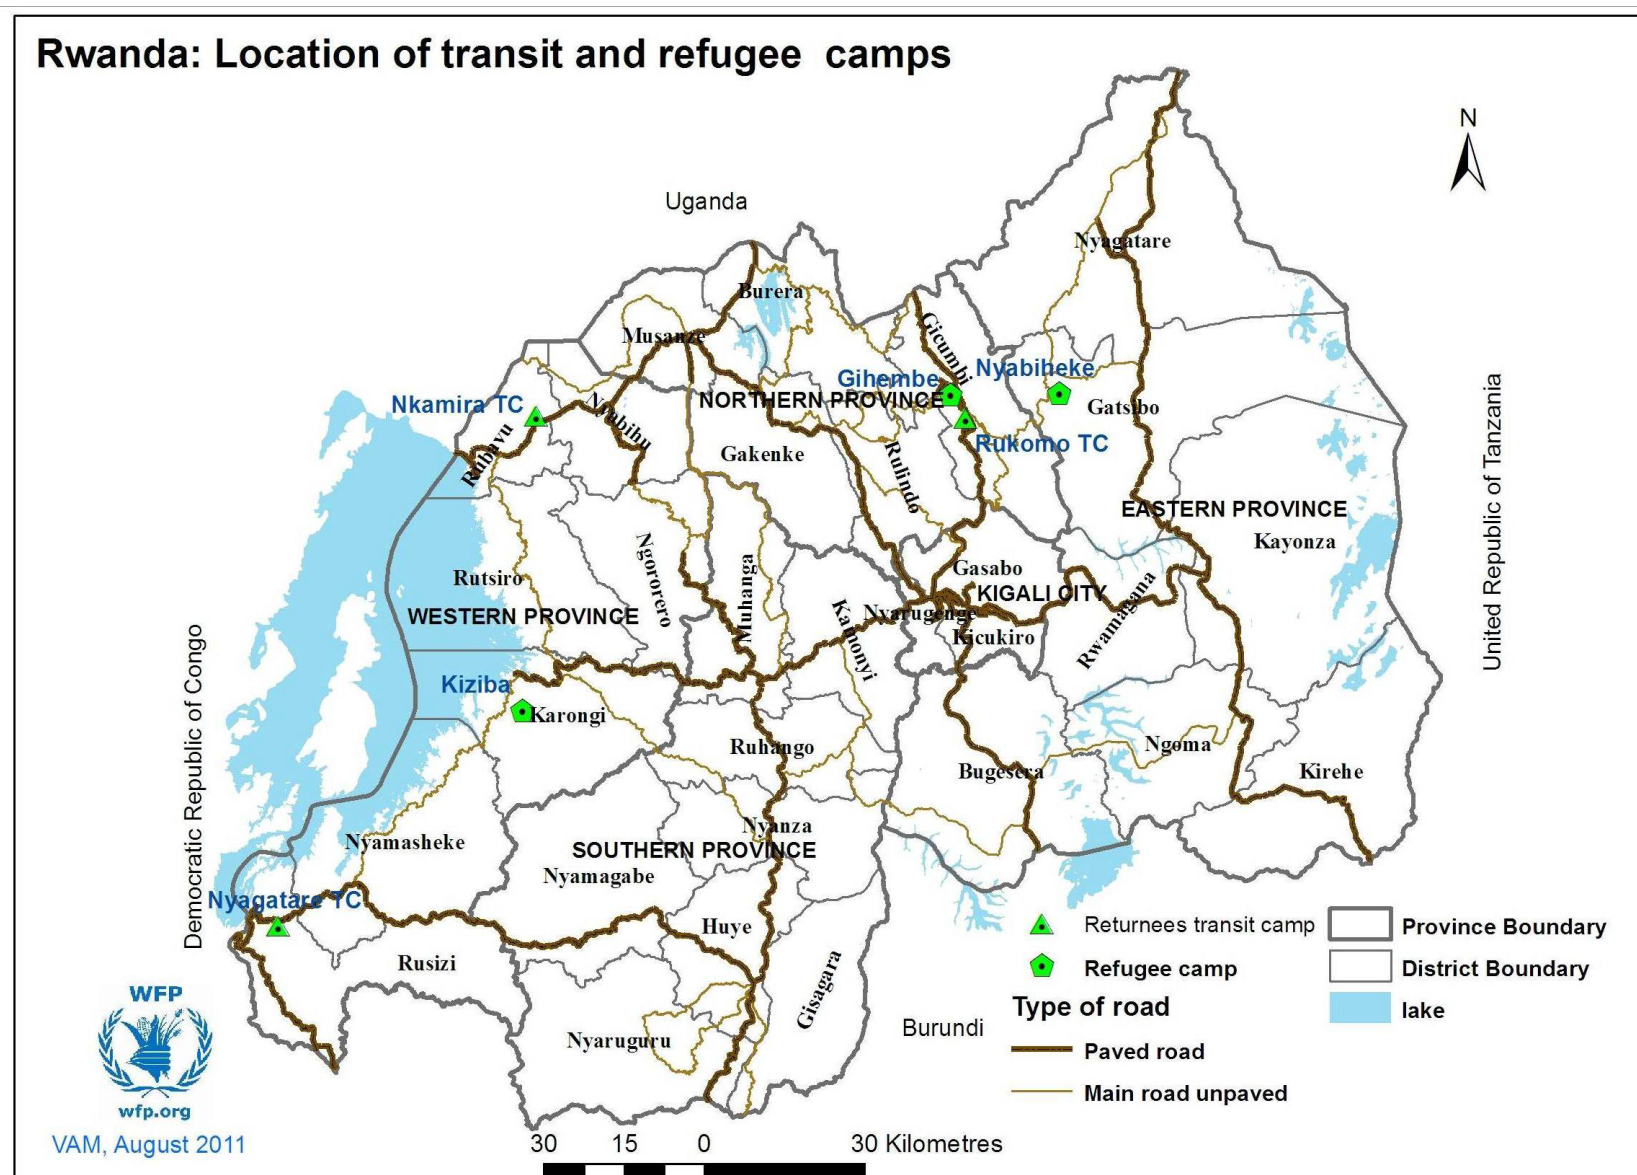 Rwanda: Location of transit and refugee camps
N
Uganda
Nyagatare
Burera
Musanze
Gicumbi
Nyabiheke
Gihembe
NORTHERN PROVINCE
Gatsibo
Nkamira TC
Nyabihu
Rubavu
Rukomo TC
Gakenke
Rulindo
United Republic of Tanzania
EASTERN PROVINCE
Kayonza
Gasabo
Rutsiro
Ngororero
Muhanga
KIGALI CITY
WESTERN PROVINCE
Kamonyi
Nyarugenge
Kicukiro
Rwamagana
Democratic Republic of Congo
Kiziba
Karongi
Ruhango
Ngoma
Bugesera
Kirehe
Nyanza
Nyamasheke
SOUTHERN PROVINCE
Nyamagabe
Nyagatare TC
Huye
Rusizi
Gisagara
Nyaruguru
Burundi
Returnees transit camp
Refugee camp
Type of road
Paved road
Main road unpaved
Province Boundary
District Boundary
lake
WFP
wfp.org
VAM, August 2011
30 15 0 30 Kilometres